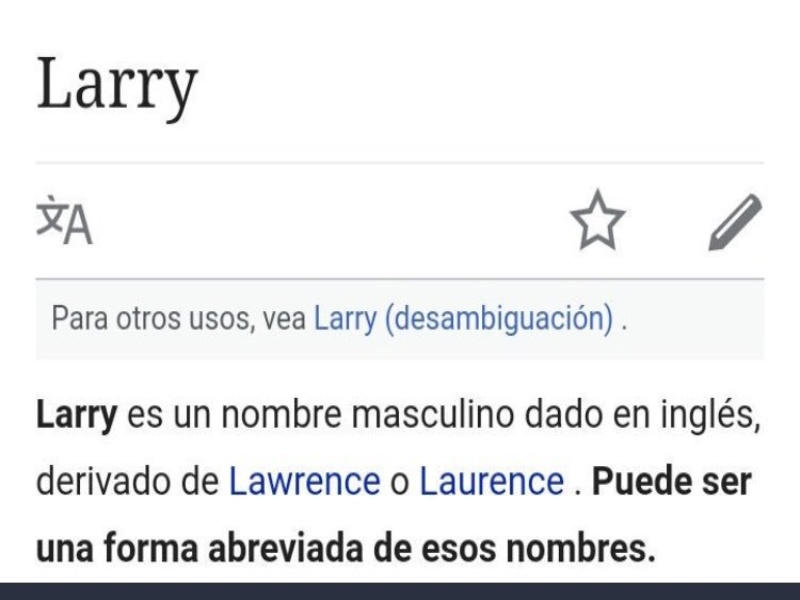 Larry
Para otros usos, vea Larry (desambiguación) .
Larry es un nombre masculino dado en inglés,
derivado de Lawrence o Laurence . Puede ser
una forma abreviada de esos nombres.